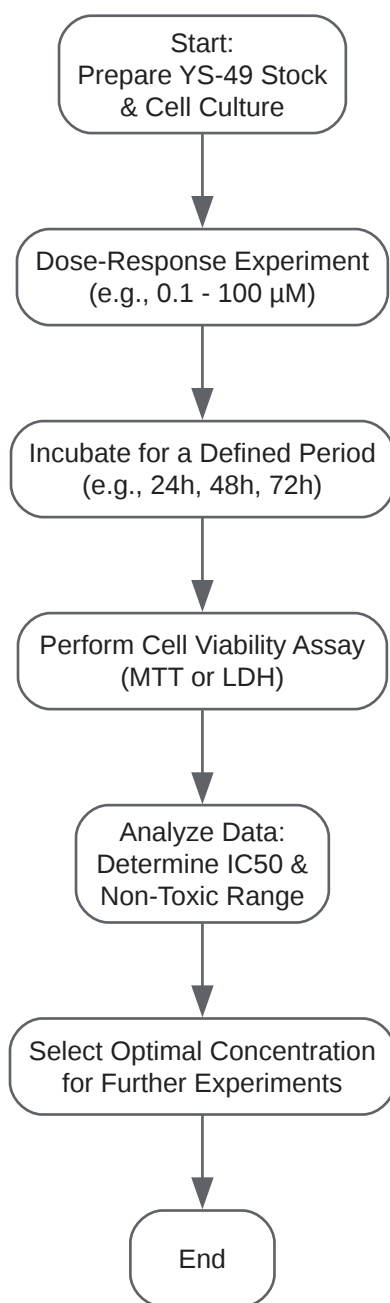 Start:
Prepare YS-49 Stock
& Cell Culture
Dose-Response Experiment
(e.g., 0.1 - 100 µM)
Incubate for a Defined Period
(e.g., 24h, 48h, 72h)
Perform Cell Viability Assay
(MTT or LDH)
Analyze Data:
Determine IC50 &
Non-Toxic Range
Select Optimal Concentration
for Further Experiments
End